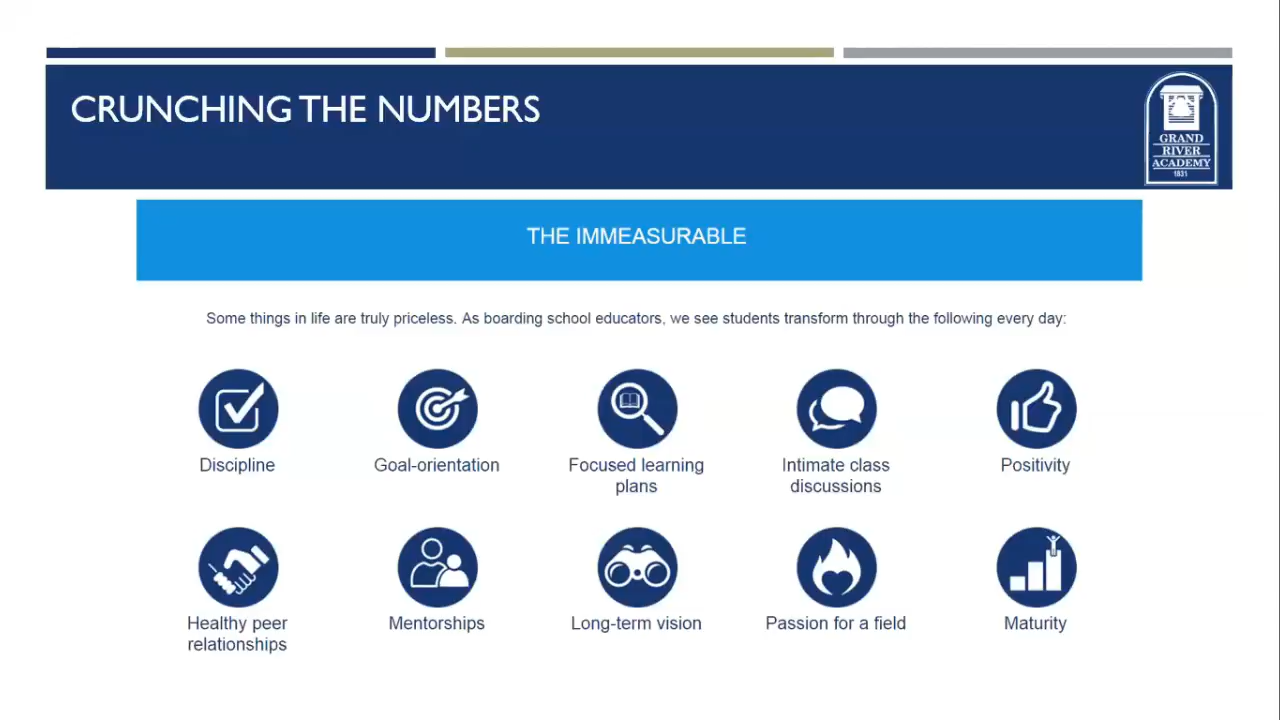 CRUNCHING THE NUMBERS
GRAND
RIVER
ACADEMY
1831
THE IMMEASURABLE
Some things in life are truly priceless. As boarding school educators, we see students transform through the following every day:
Discipline
Goal-orientation
Focused learning
plans
Intimate class
discussions
Positivity
Healthy peer
relationships
Mentorships
Long-term vision
Passion for a field
Maturity